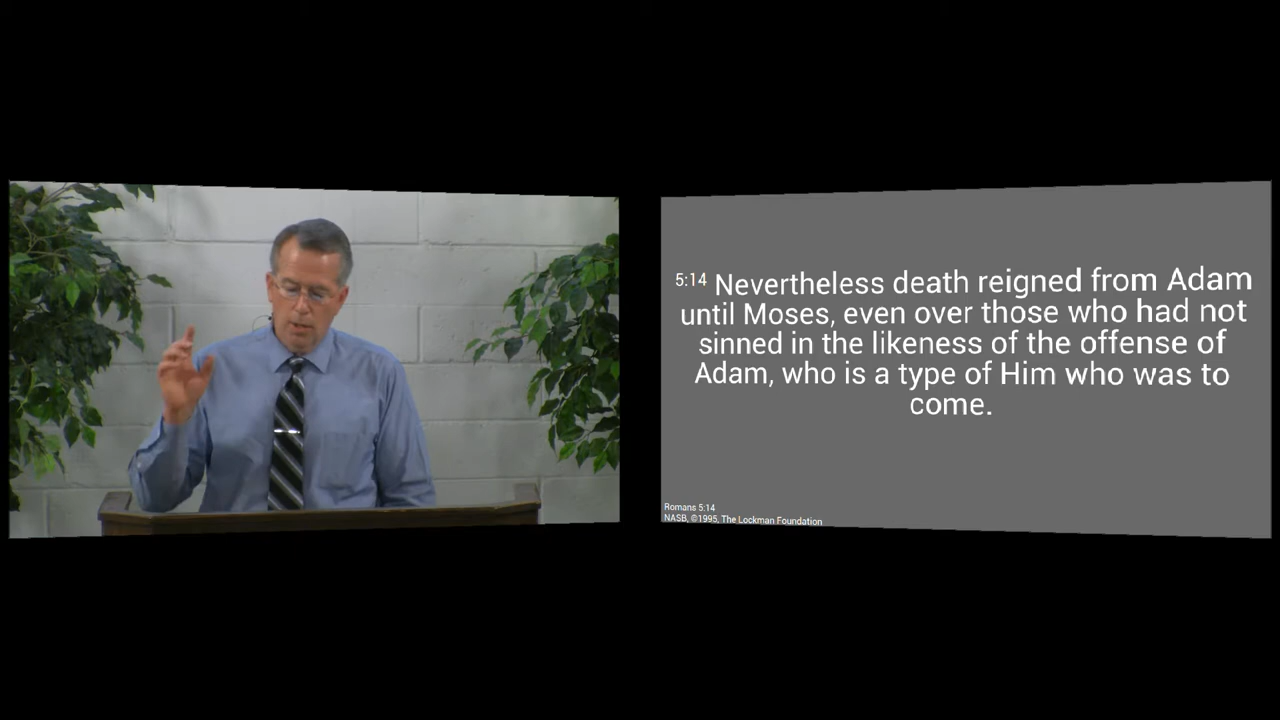 5:14 Nevertheless death reigned from Adam
until Moses, even over those who had not
sinned in the likeness of the offense of
Adam, who is a type of Him who was to
come.
Romans 5:14
NASB, ©1995, The Lockman Foundation